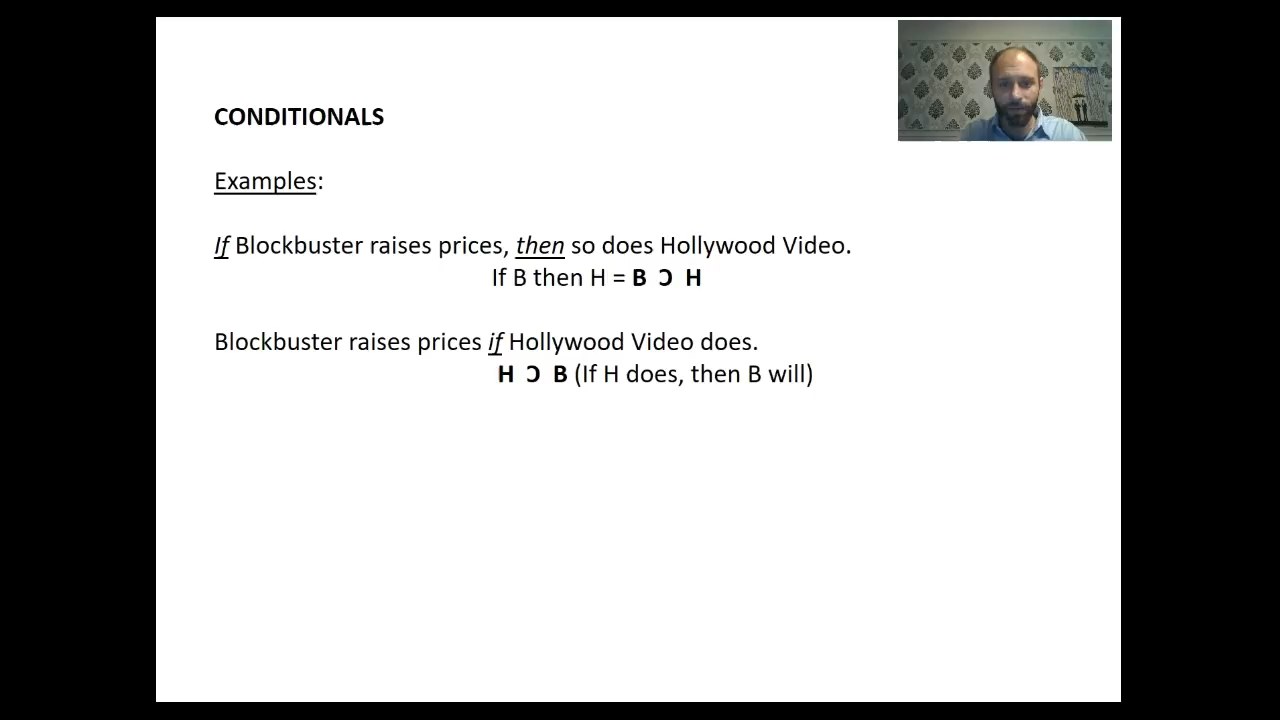 CONDITIONALS
Examples:
If Blockbuster raises prices, then so does Hollywood Video.
If B then H = B Ɔ H
Blockbuster raises prices if Hollywood Video does.
H Ɔ B (If H does, then B will)